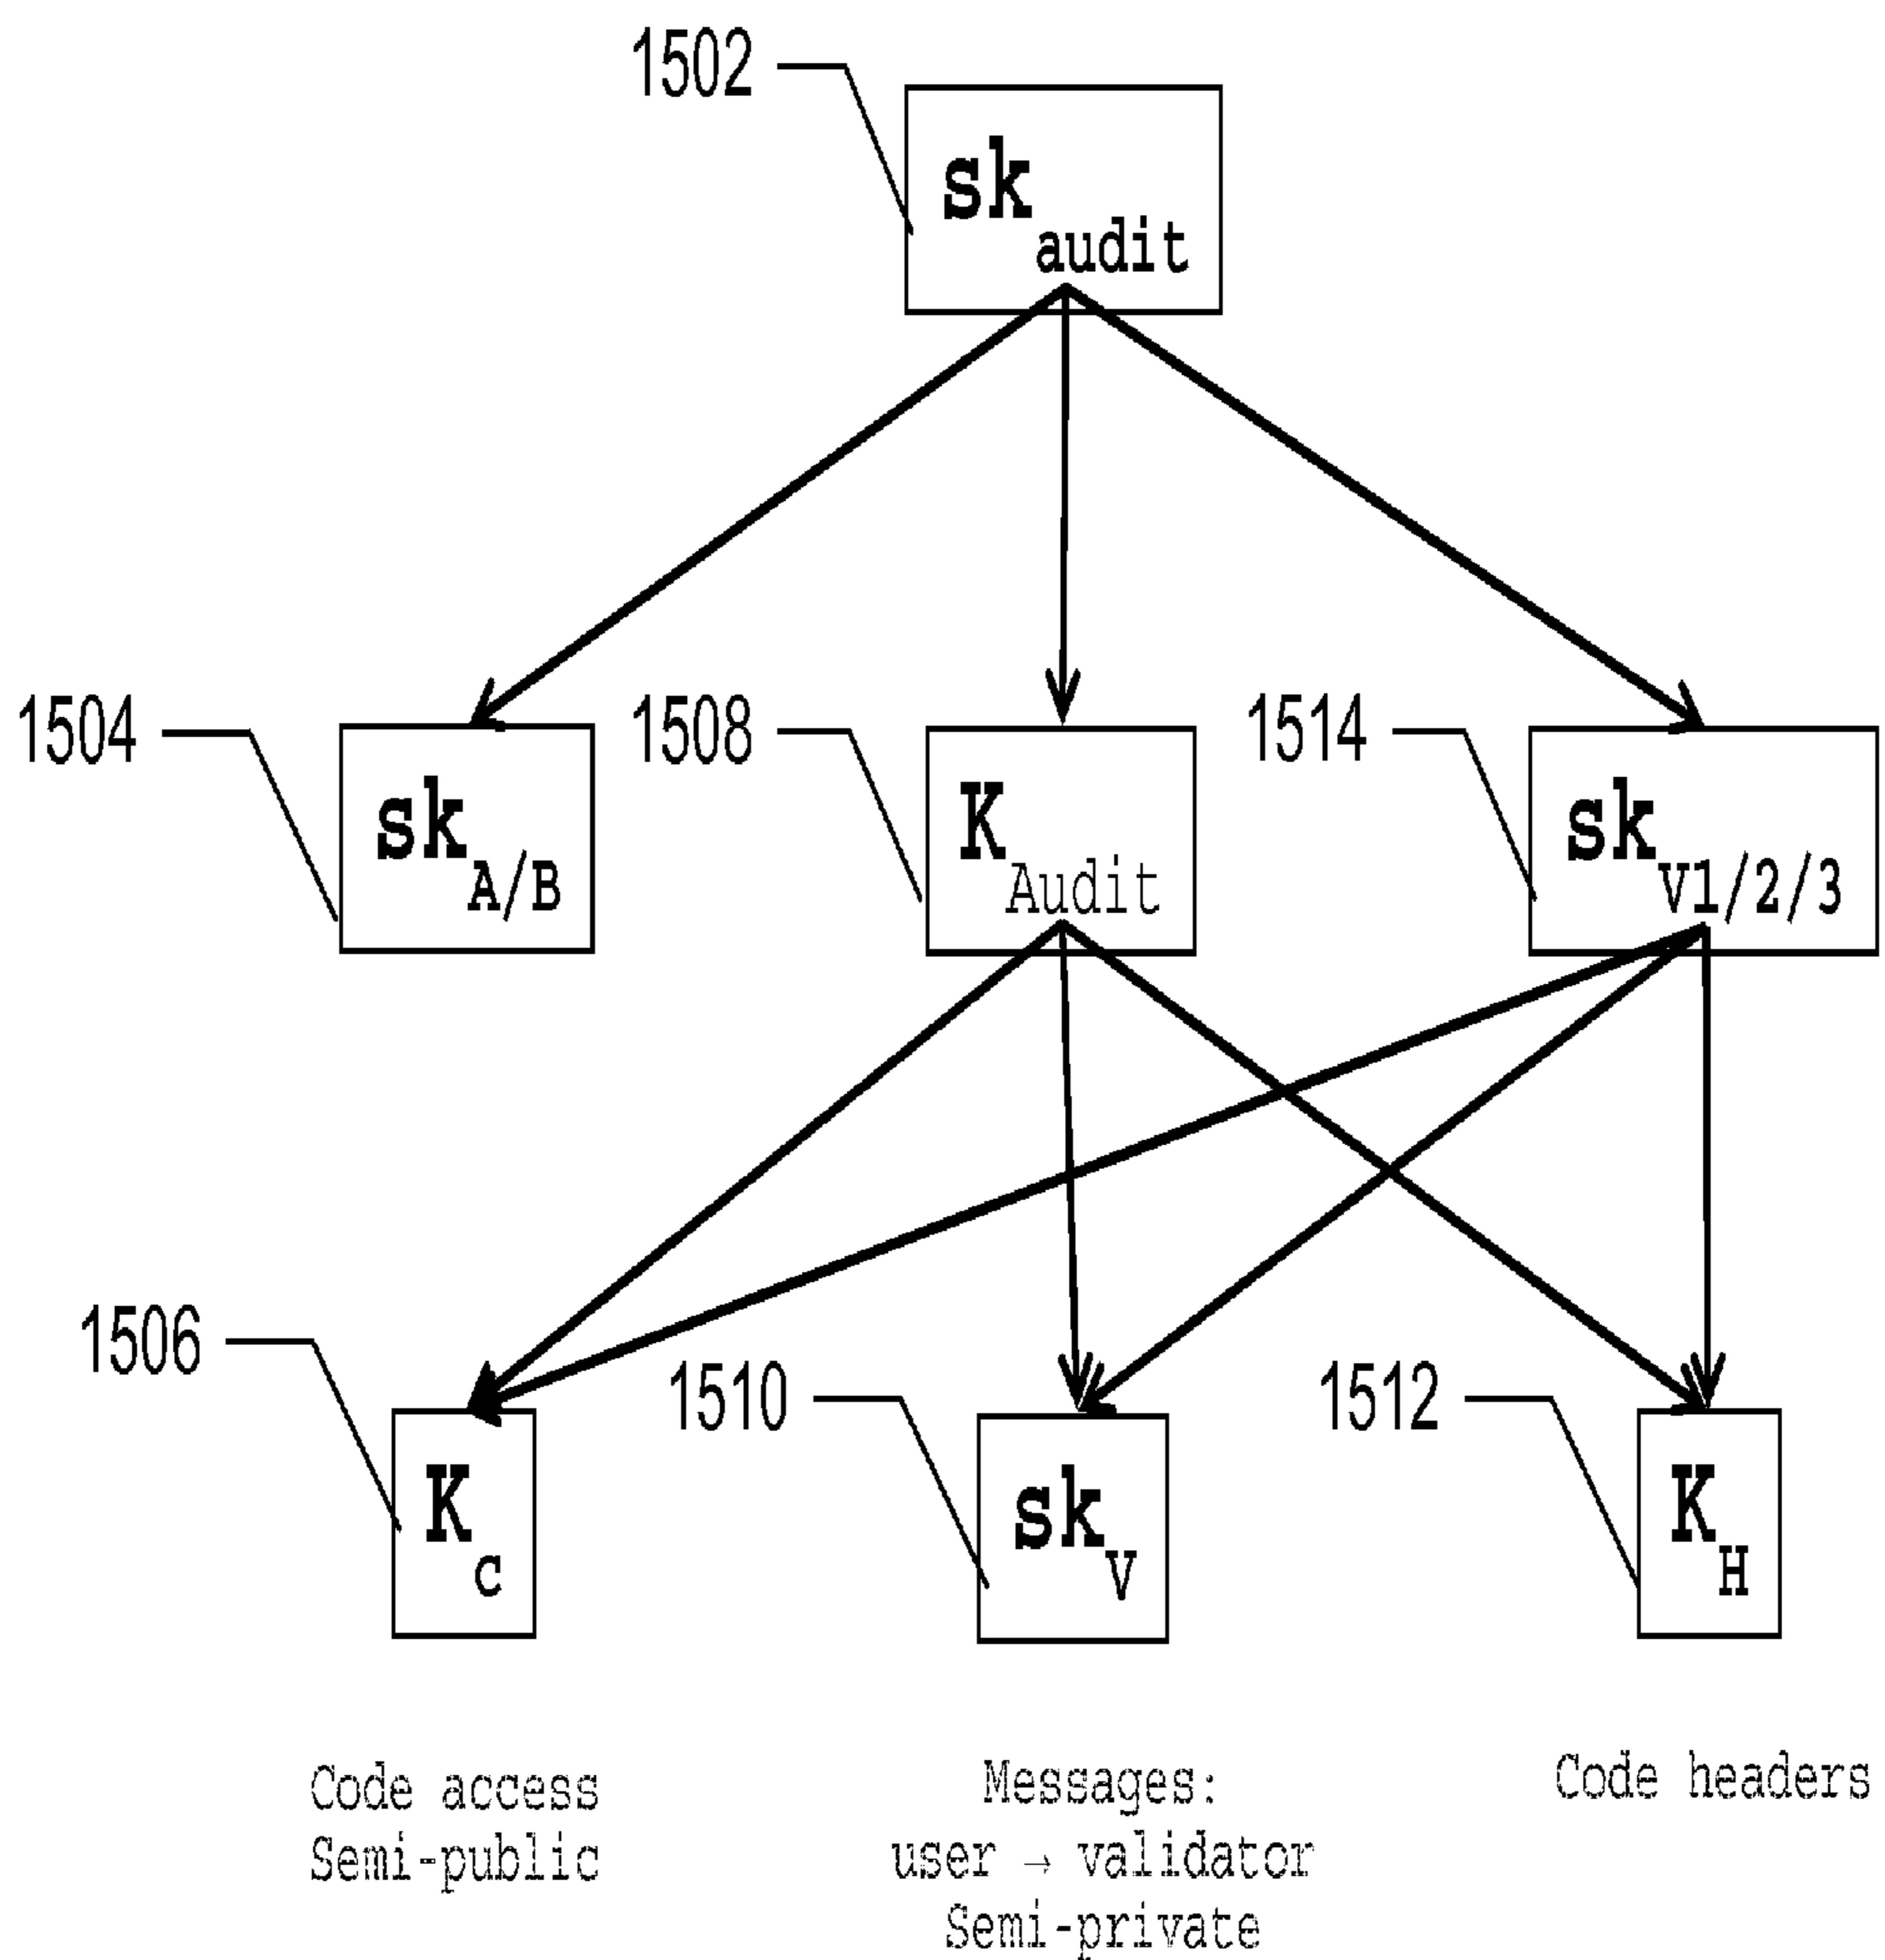 1502
sk audit
1504
sk A/B
1508
K Audit
1514
sk V1/2/3
1506
K C
1510
sk V
1512
K H
Code access
Semi-public
Messages:
user → validator
Semi-private
Code headers